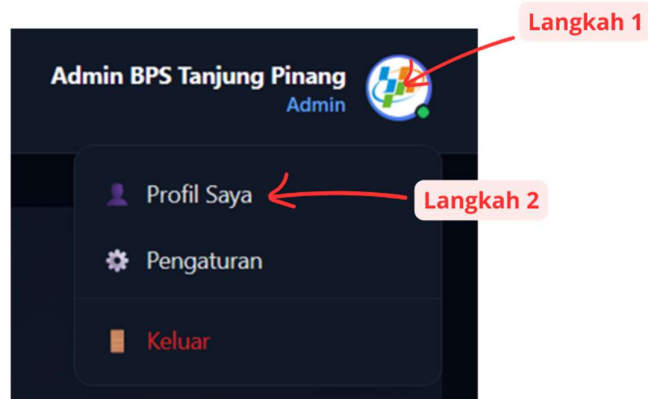 Langkah 1
Admin BPS Tanjung Pinang
Admin
Profil Saya
Langkah 2
Pengaturan
Keluar